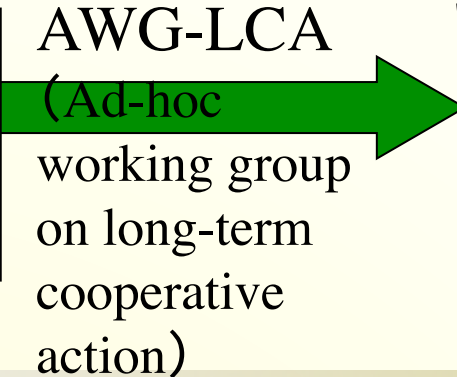 AWG-LCA
（Ad-hoc
working group
on long-term
cooperative
action）